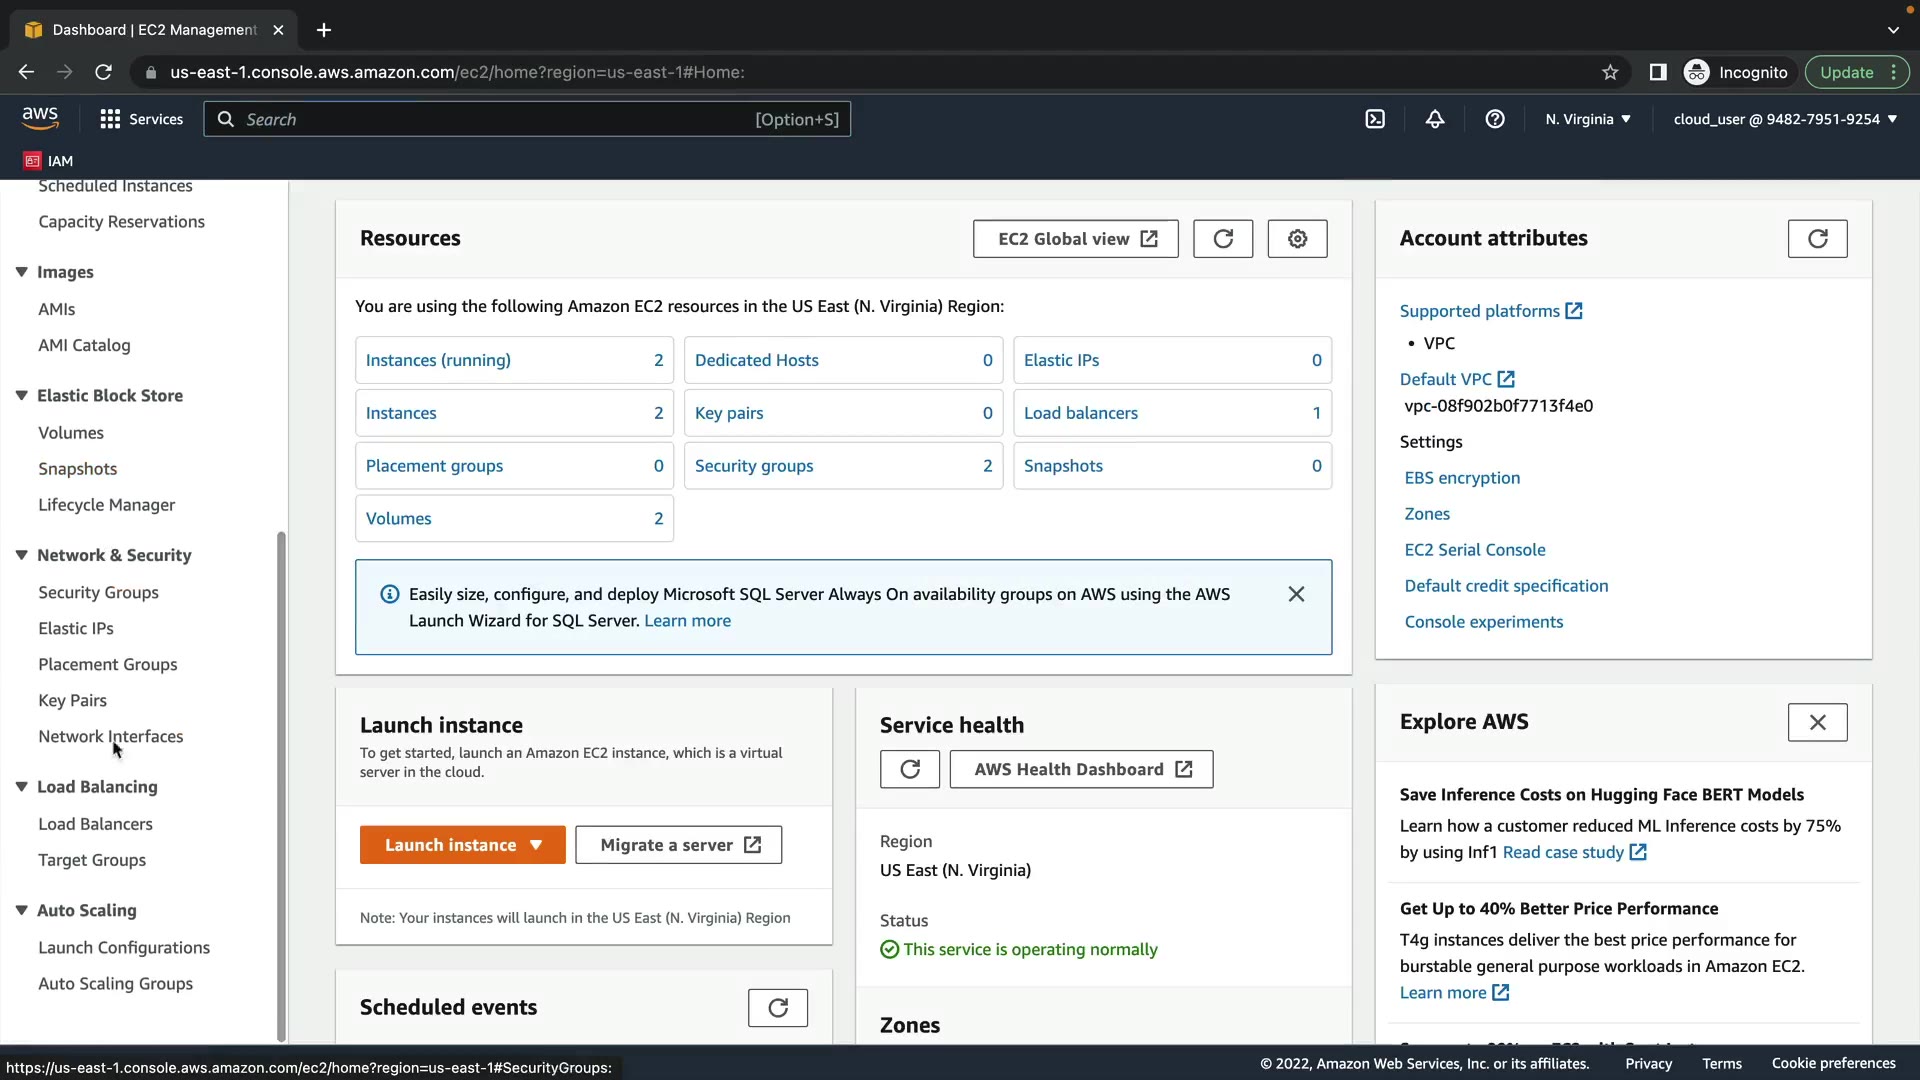 Dashboard | EC2 Management
us-east-1.console.aws.amazon.com/ec2/home?region=us-east-1#Home:
Incognito
Update
aws
Services
Search
[Option+S]
N. Virginia
cloud_user @ 9482-7951-9254
IAM
Scheduled Instances
Capacity Reservations
Images
AMIs
AMI Catalog
Elastic Block Store
Volumes
Snapshots
Lifecycle Manager
Network & Security
Security Groups
Elastic IPs
Placement Groups
Key Pairs
Network Interfaces
Load Balancing
Load Balancers
Target Groups
Auto Scaling
Launch Configurations
Auto Scaling Groups
Resources
EC2 Global view
You are using the following Amazon EC2 resources in the US East (N. Virginia) Region:
Instances (running) 2
Dedicated Hosts 0
Elastic IPs 0
Instances 2
Key pairs 0
Load balancers 1
Placement groups 0
Security groups 2
Snapshots 0
Volumes 2
Easily size, configure, and deploy Microsoft SQL Server Always On availability groups on AWS using the AWS
Launch Wizard for SQL Server. Learn more
Launch instance
To get started, launch an Amazon EC2 instance, which is a virtual
server in the cloud.
Launch instance
Migrate a server
Note: Your instances will launch in the US East (N. Virginia) Region
Scheduled events
Service health
AWS Health Dashboard
Region
US East (N. Virginia)
Status
This service is operating normally
Zones
Account attributes
Supported platforms
• VPC
Default VPC
vpc-08f902b0f7713f4e0
Settings
EBS encryption
Zones
EC2 Serial Console
Default credit specification
Console experiments
Explore AWS
Save Inference Costs on Hugging Face BERT Models
Learn how a customer reduced ML Inference costs by 75%
by using Inf1 Read case study
Get Up to 40% Better Price Performance
T4g instances deliver the best price performance for
burstable general purpose workloads in Amazon EC2.
Learn more
https://us-east-1.console.aws.amazon.com/ec2/home?region=us-east-1#SecurityGroups:
© 2022, Amazon Web Services, Inc. or its affiliates.
Privacy
Terms
Cookie preferences